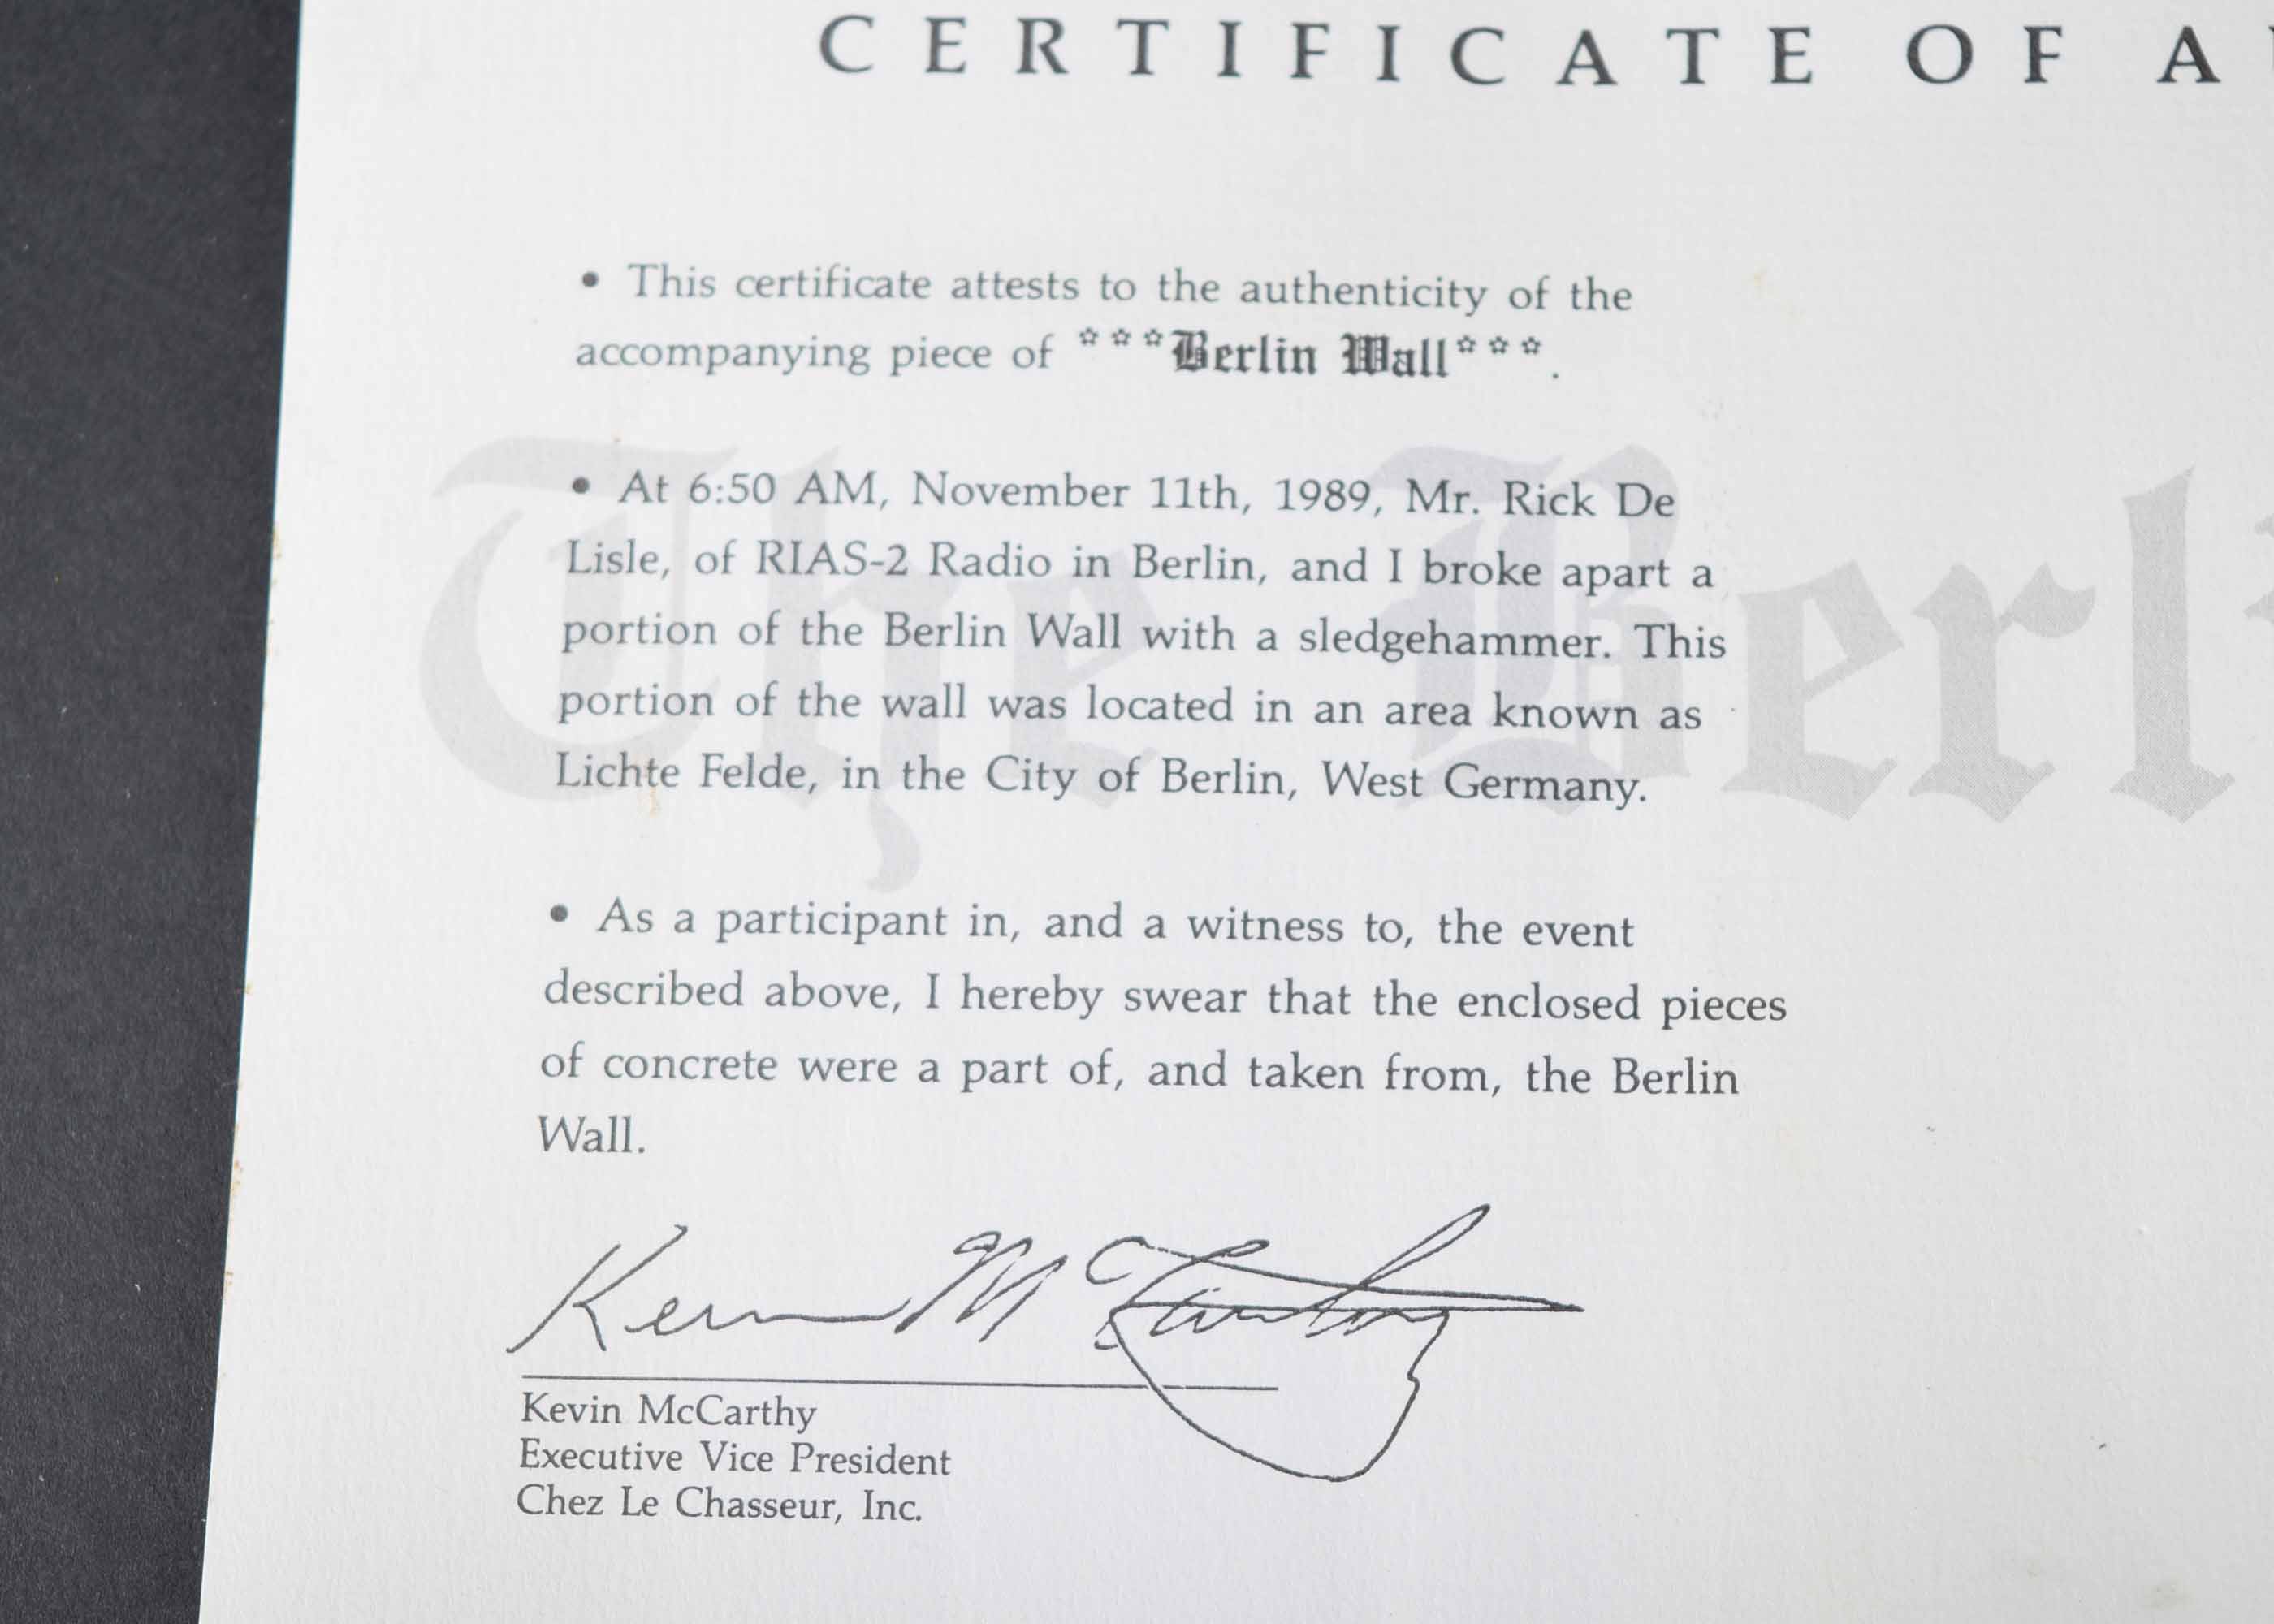 CERTIFICATE OF A
• This certificate attests to the authenticity of the
accompanying piece of ***Berlin Wall***.
The Berli
• At 6:50 AM, November 11th, 1989, Mr. Rick De
Lisle, of RIAS-2 Radio in Berlin, and I broke apart a
portion of the Berlin Wall with a sledgehammer. This
portion of the wall was located in an area known as
Lichte Felde, in the City of Berlin, West Germany.
• As a participant in, and a witness to, the event
described above, I hereby swear that the enclosed pieces
of concrete were a part of, and taken from, the Berlin
Wall.
Kevin McCarthy
Kevin McCarthy
Executive Vice President
Chez Le Chasseur, Inc.